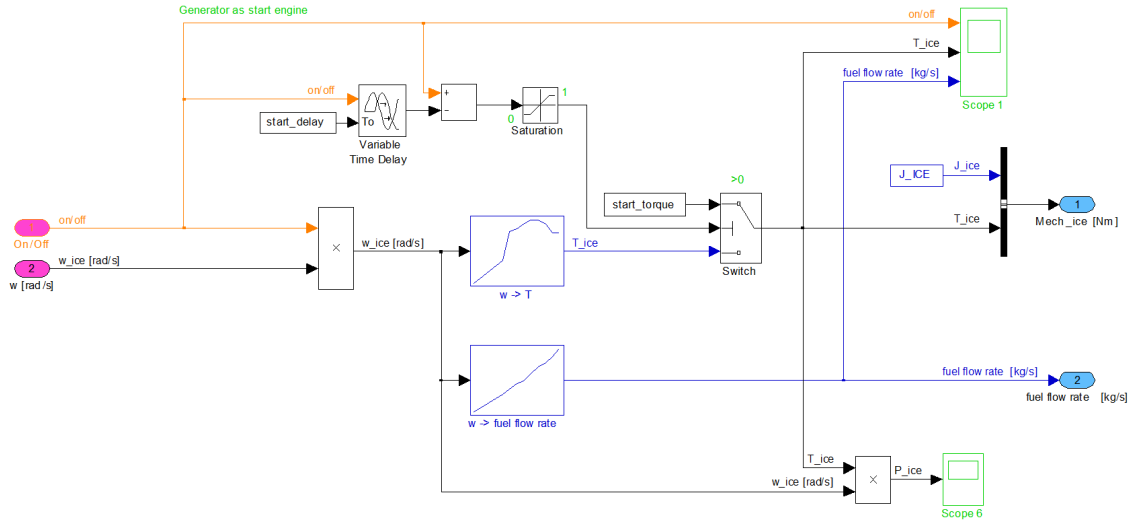 Generator as start engine
on/off
T_ice
fuel flow rate [kg/s]
Scope 1
on/off
+
−
1
0
Saturation
start_delay
To
Variable
Time Delay
J_ICE
J_ice
>0
start_torque
1
Mech_ice [Nm]
T_ice
1
on/off
On/Off
×
w_ice [rad/s]
T_ice
Switch
2
w_ice [rad/s]
w [rad/s]
w -> T
fuel flow rate [kg/s]
2
fuel flow rate [kg/s]
w -> fuel flow rate
T_ice
w_ice [rad/s]
×
P_ice
Scope 6